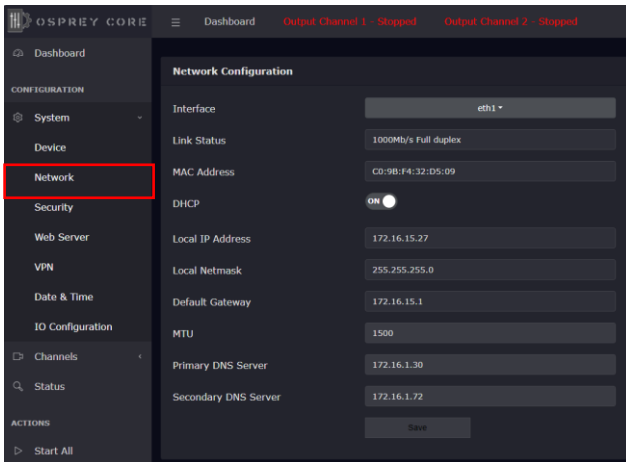 OSPREY CORE
Dashboard Output Channel 1 - Stopped Output Channel 2 - Stopped
Dashboard
CONFIGURATION
System
Device
Network
Security
Web Server
VPN
Date & Time
IO Configuration
Channels
Status
ACTIONS
Start All
Network Configuration
Interface eth1
Link Status 1000Mb/s Full duplex
MAC Address C0:9B:F4:32:D5:09
DHCP ON
Local IP Address 172.16.15.27
Local Netmask 255.255.255.0
Default Gateway 172.16.15.1
MTU 1500
Primary DNS Server 172.16.1.30
Secondary DNS Server 172.16.1.72
Save